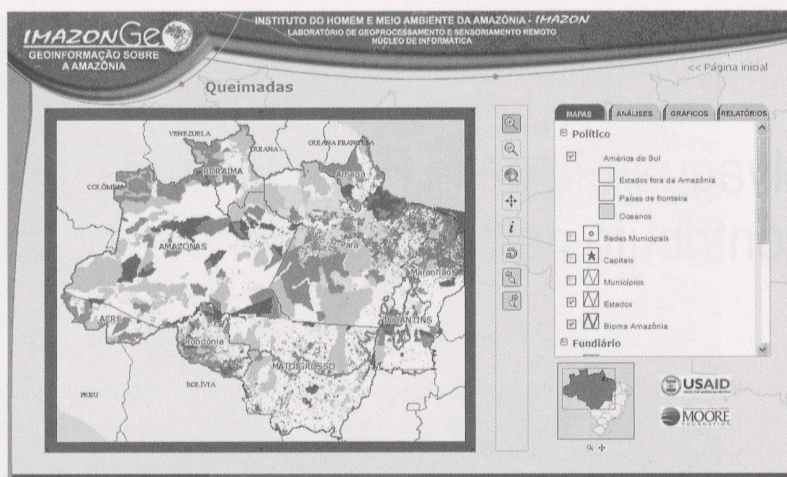 INSTITUTO DO HOMEM E MEIO AMBIENTE DA AMAZÔNIA - IMAZON
LABORATÓRIO DE GEOPROCESSAMENTO E SENSORIAMENTO REMOTO
NÚCLEO DE INFORMÁTICA
IMAZONGeo
GEOINFORMAÇÃO SOBRE
A AMAZÔNIA
<< Página inicial
Queimadas
VENEZUELA
GUIANA
GUIANA FRANCESA
COLÔMBIA
RORAIMA
Amapá
AMAZONAS
Pará
Maranhão
ACRE
Rondônia
TOCANTINS
MATO GROSSO
PERU
BOLÍVIA
MAPAS
ANÁLISES
GRÁFICOS
RELATÓRIOS
Político
América do Sul
Estados fora da Amazônia
Países de fronteira
Oceanos
Sedes Municipais
Capitais
Municípios
Estados
Bioma Amazônia
Fundiário
USAID
MOORE
FOUNDATION